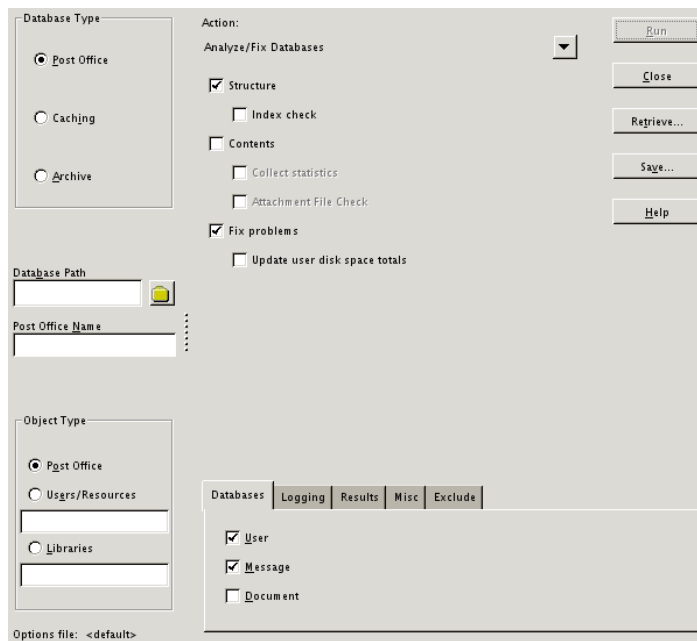 Database Type
Post Office
Caching
Archive
Database Path
Post Office Name
Object Type
Post Office
Users/Resources
Libraries
Options file: <default>
Action:
Analyze/Fix Databases
Structure
Index check
Contents
Collect statistics
Attachment File Check
Fix problems
Update user disk space totals
Databases Logging Results Misc Exclude
User
Message
Document
Run
Close
Retrieve...
Save...
Help